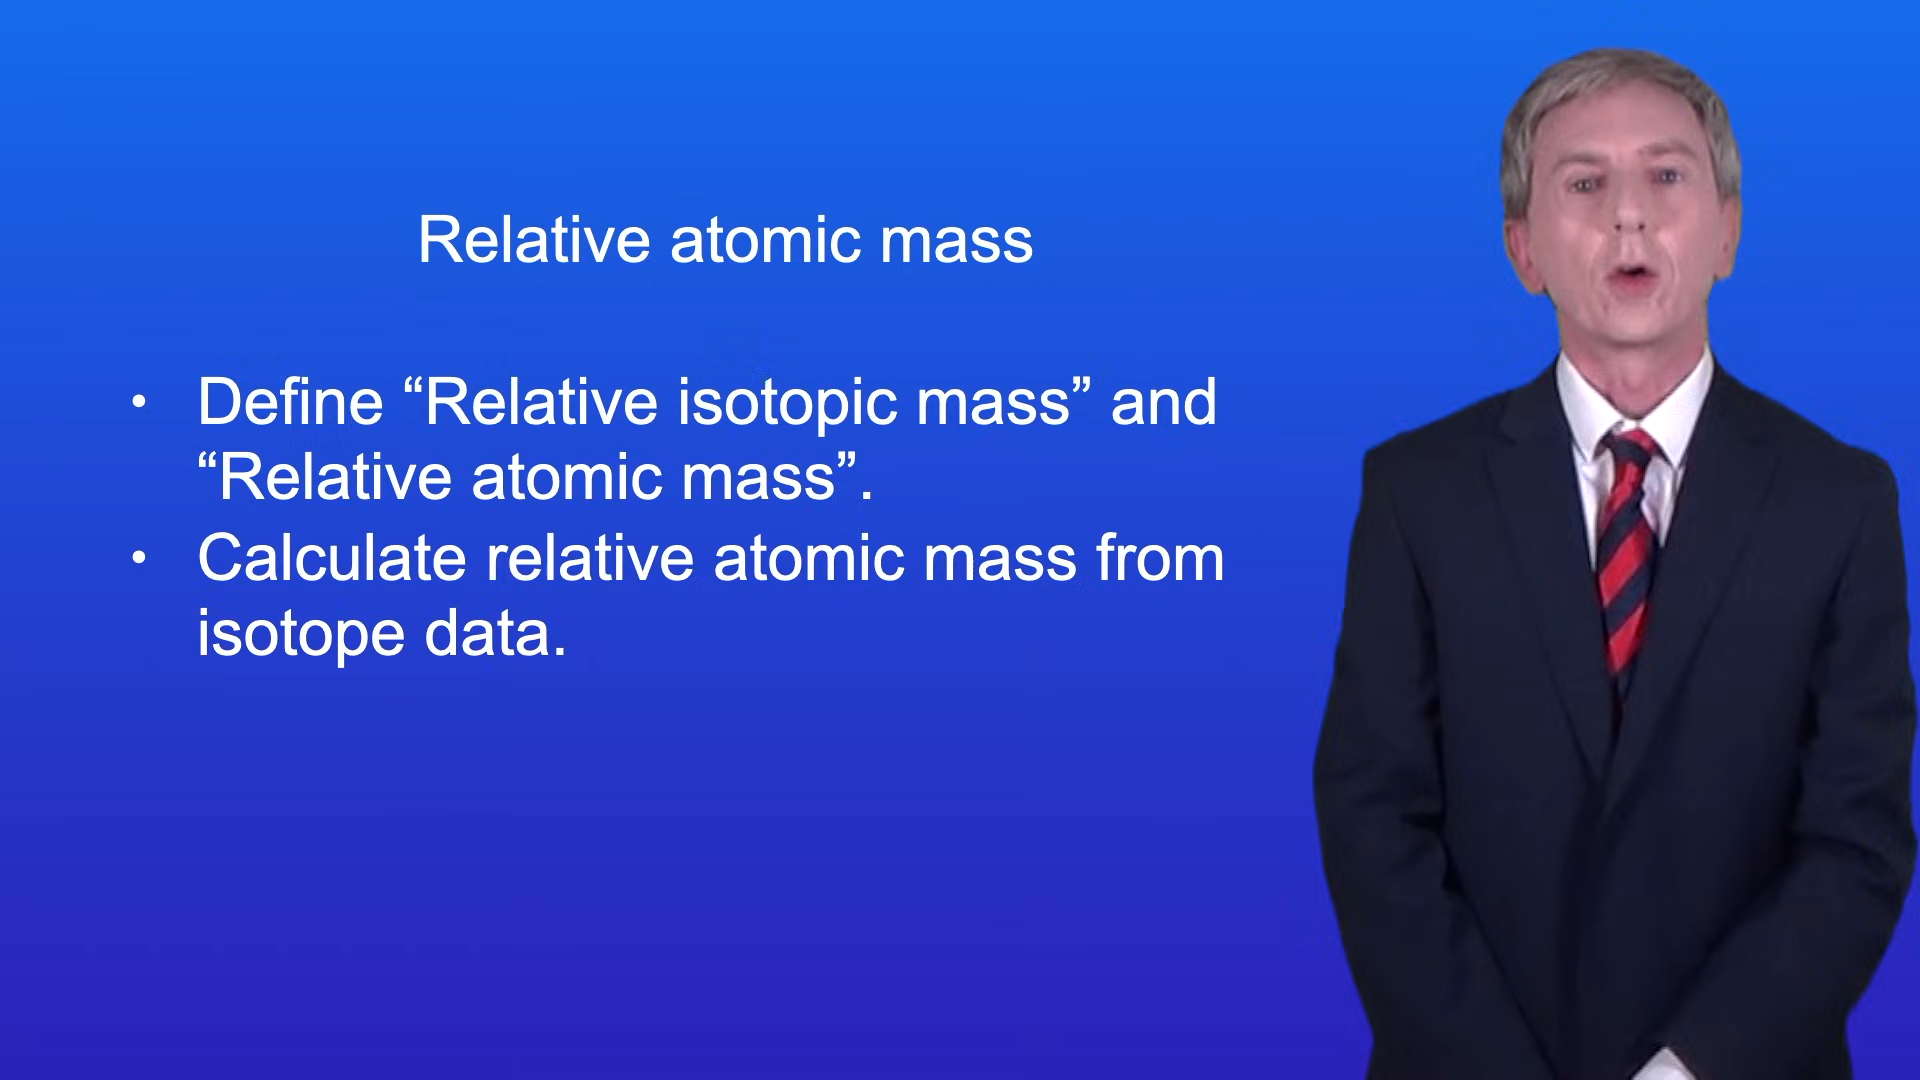 Relative atomic mass
• Define “Relative isotopic mass” and
“Relative atomic mass”.
• Calculate relative atomic mass from
isotope data.